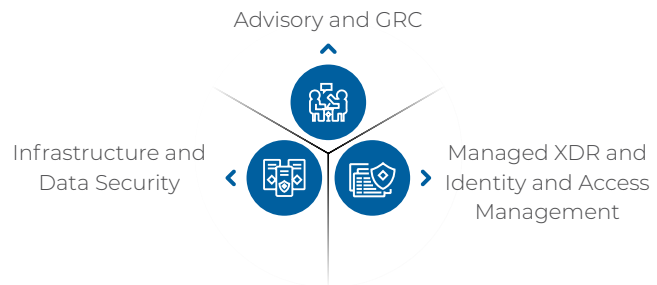 Advisory and GRC
Infrastructure and
Data Security
Managed XDR and
Identity and Access
Management